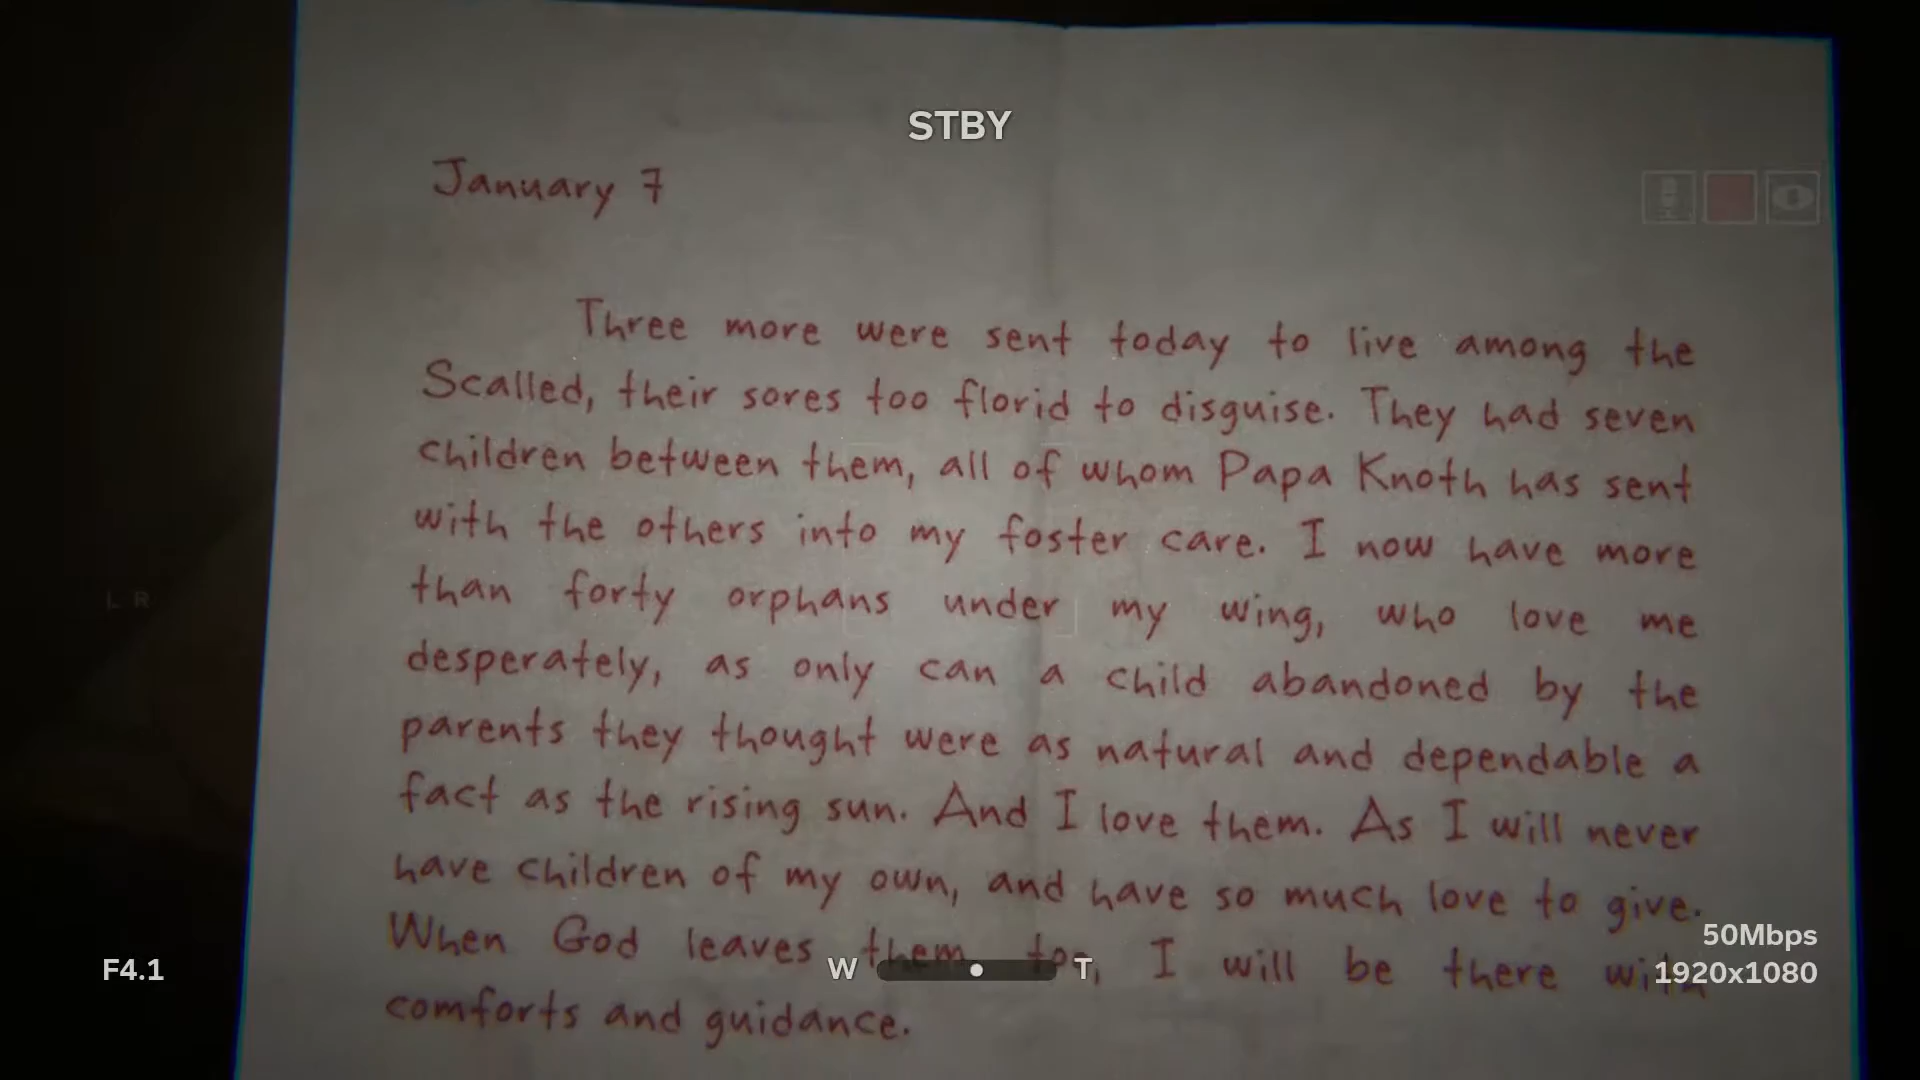 STBY
January 7
Three more were sent today to live among the
Scalled, their sores too florid to disguise. They had seven
children between them, all of whom Papa Knoth has sent
with the others into my foster care. I now have more
than forty orphans under my wing, who love me
desperately, as only can a child abandoned by the
parents they thought were as natural and dependable a
fact as the rising sun. And I love them. As I will never
have children of my own, and have so much love to give.
When God leaves them too, I will be there with
comforts and guidance.
L R
50Mbps
F4.1
W T
1920x1080